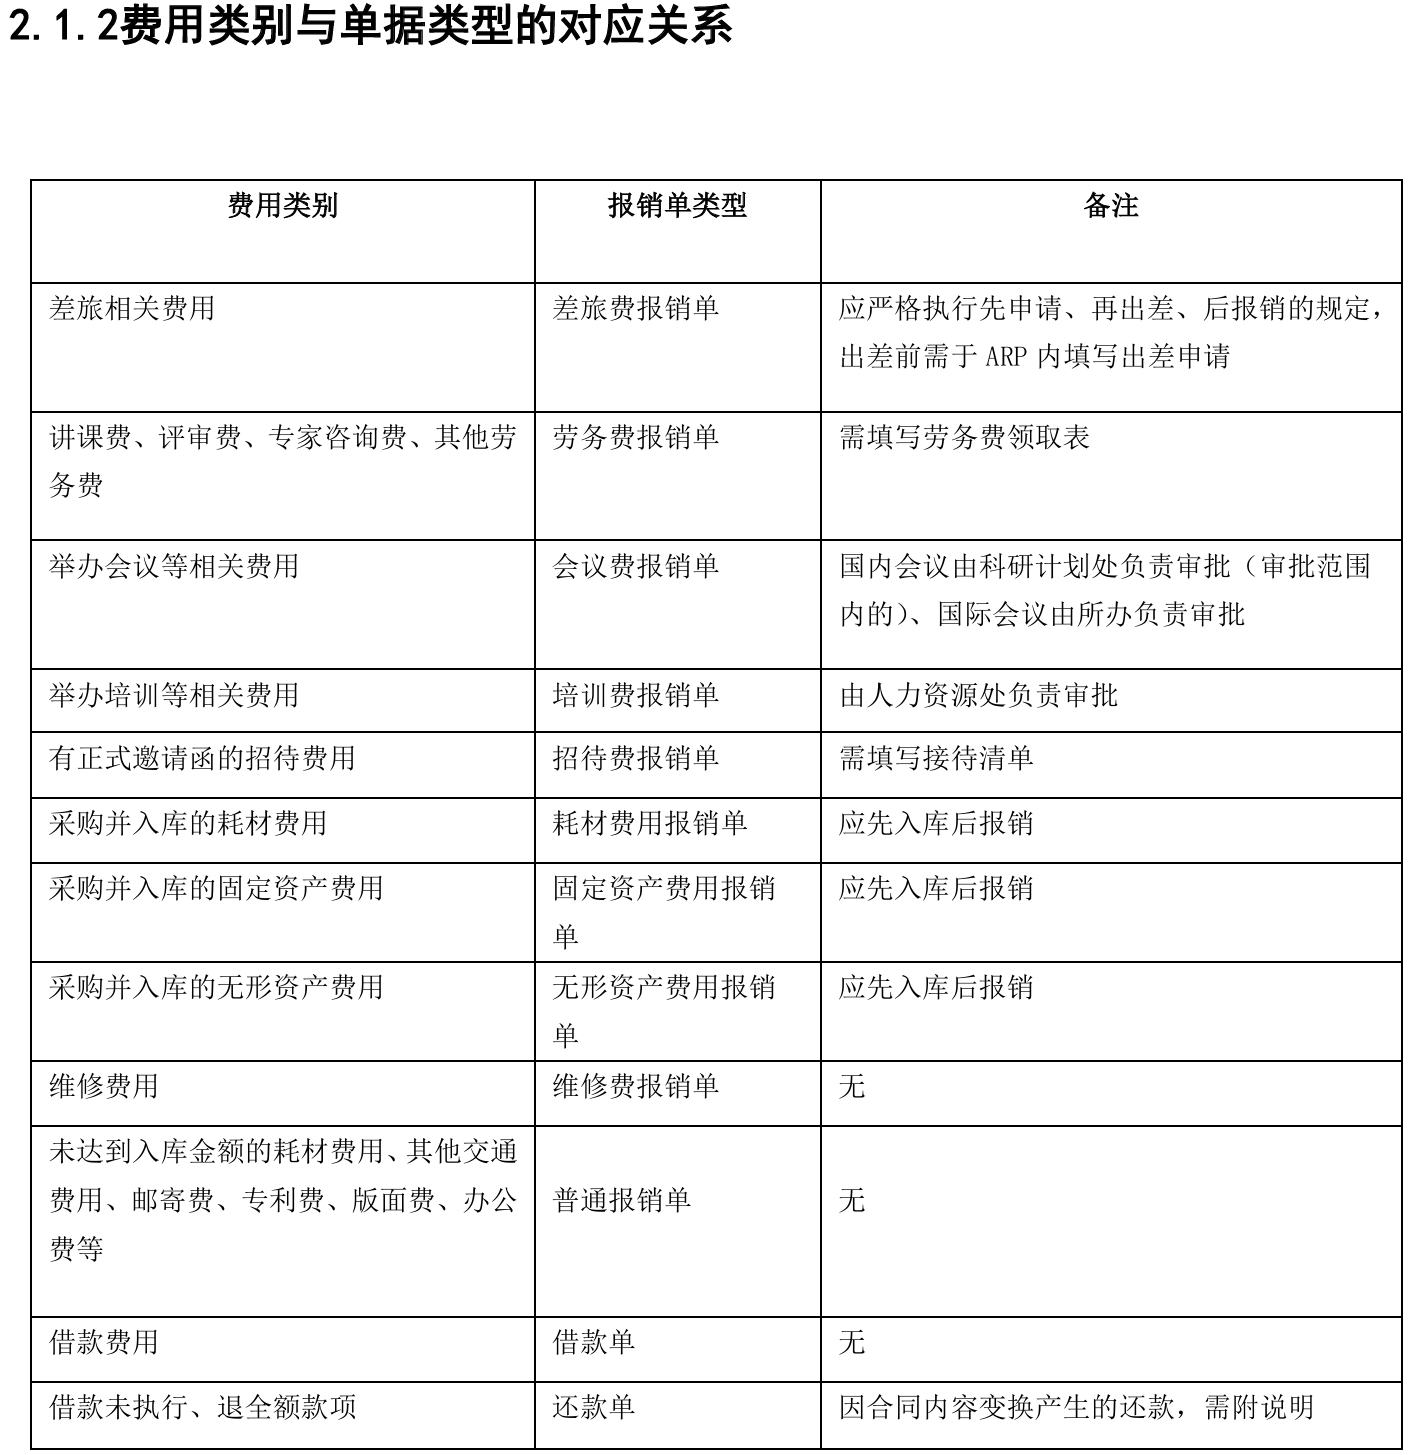 2.1.2费用类别与单据类型的对应关系
费用类别
报销单类型
备注
差旅相关费用
差旅费报销单
应严格执行先申请、再出差、后报销的规定，
出差前需于 ARP 内填写出差申请
讲课费、评审费、专家咨询费、其他劳
务费
劳务费报销单
需填写劳务费领取表
举办会议等相关费用
会议费报销单
国内会议由科研计划处负责审批（审批范围
内的）、国际会议由所办负责审批
举办培训等相关费用
培训费报销单
由人力资源处负责审批
有正式邀请函的招待费用
招待费报销单
需填写接待清单
采购并入库的耗材费用
耗材费用报销单
应先入库后报销
采购并入库的固定资产费用
固定资产费用报销
单
应先入库后报销
采购并入库的无形资产费用
无形资产费用报销
单
应先入库后报销
维修费用
维修费报销单
无
未达到入库金额的耗材费用、其他交通
费用、邮寄费、专利费、版面费、办公
费等
普通报销单
无
借款费用
借款单
无
借款未执行、退全额款项
还款单
因合同内容变换产生的还款，需附说明